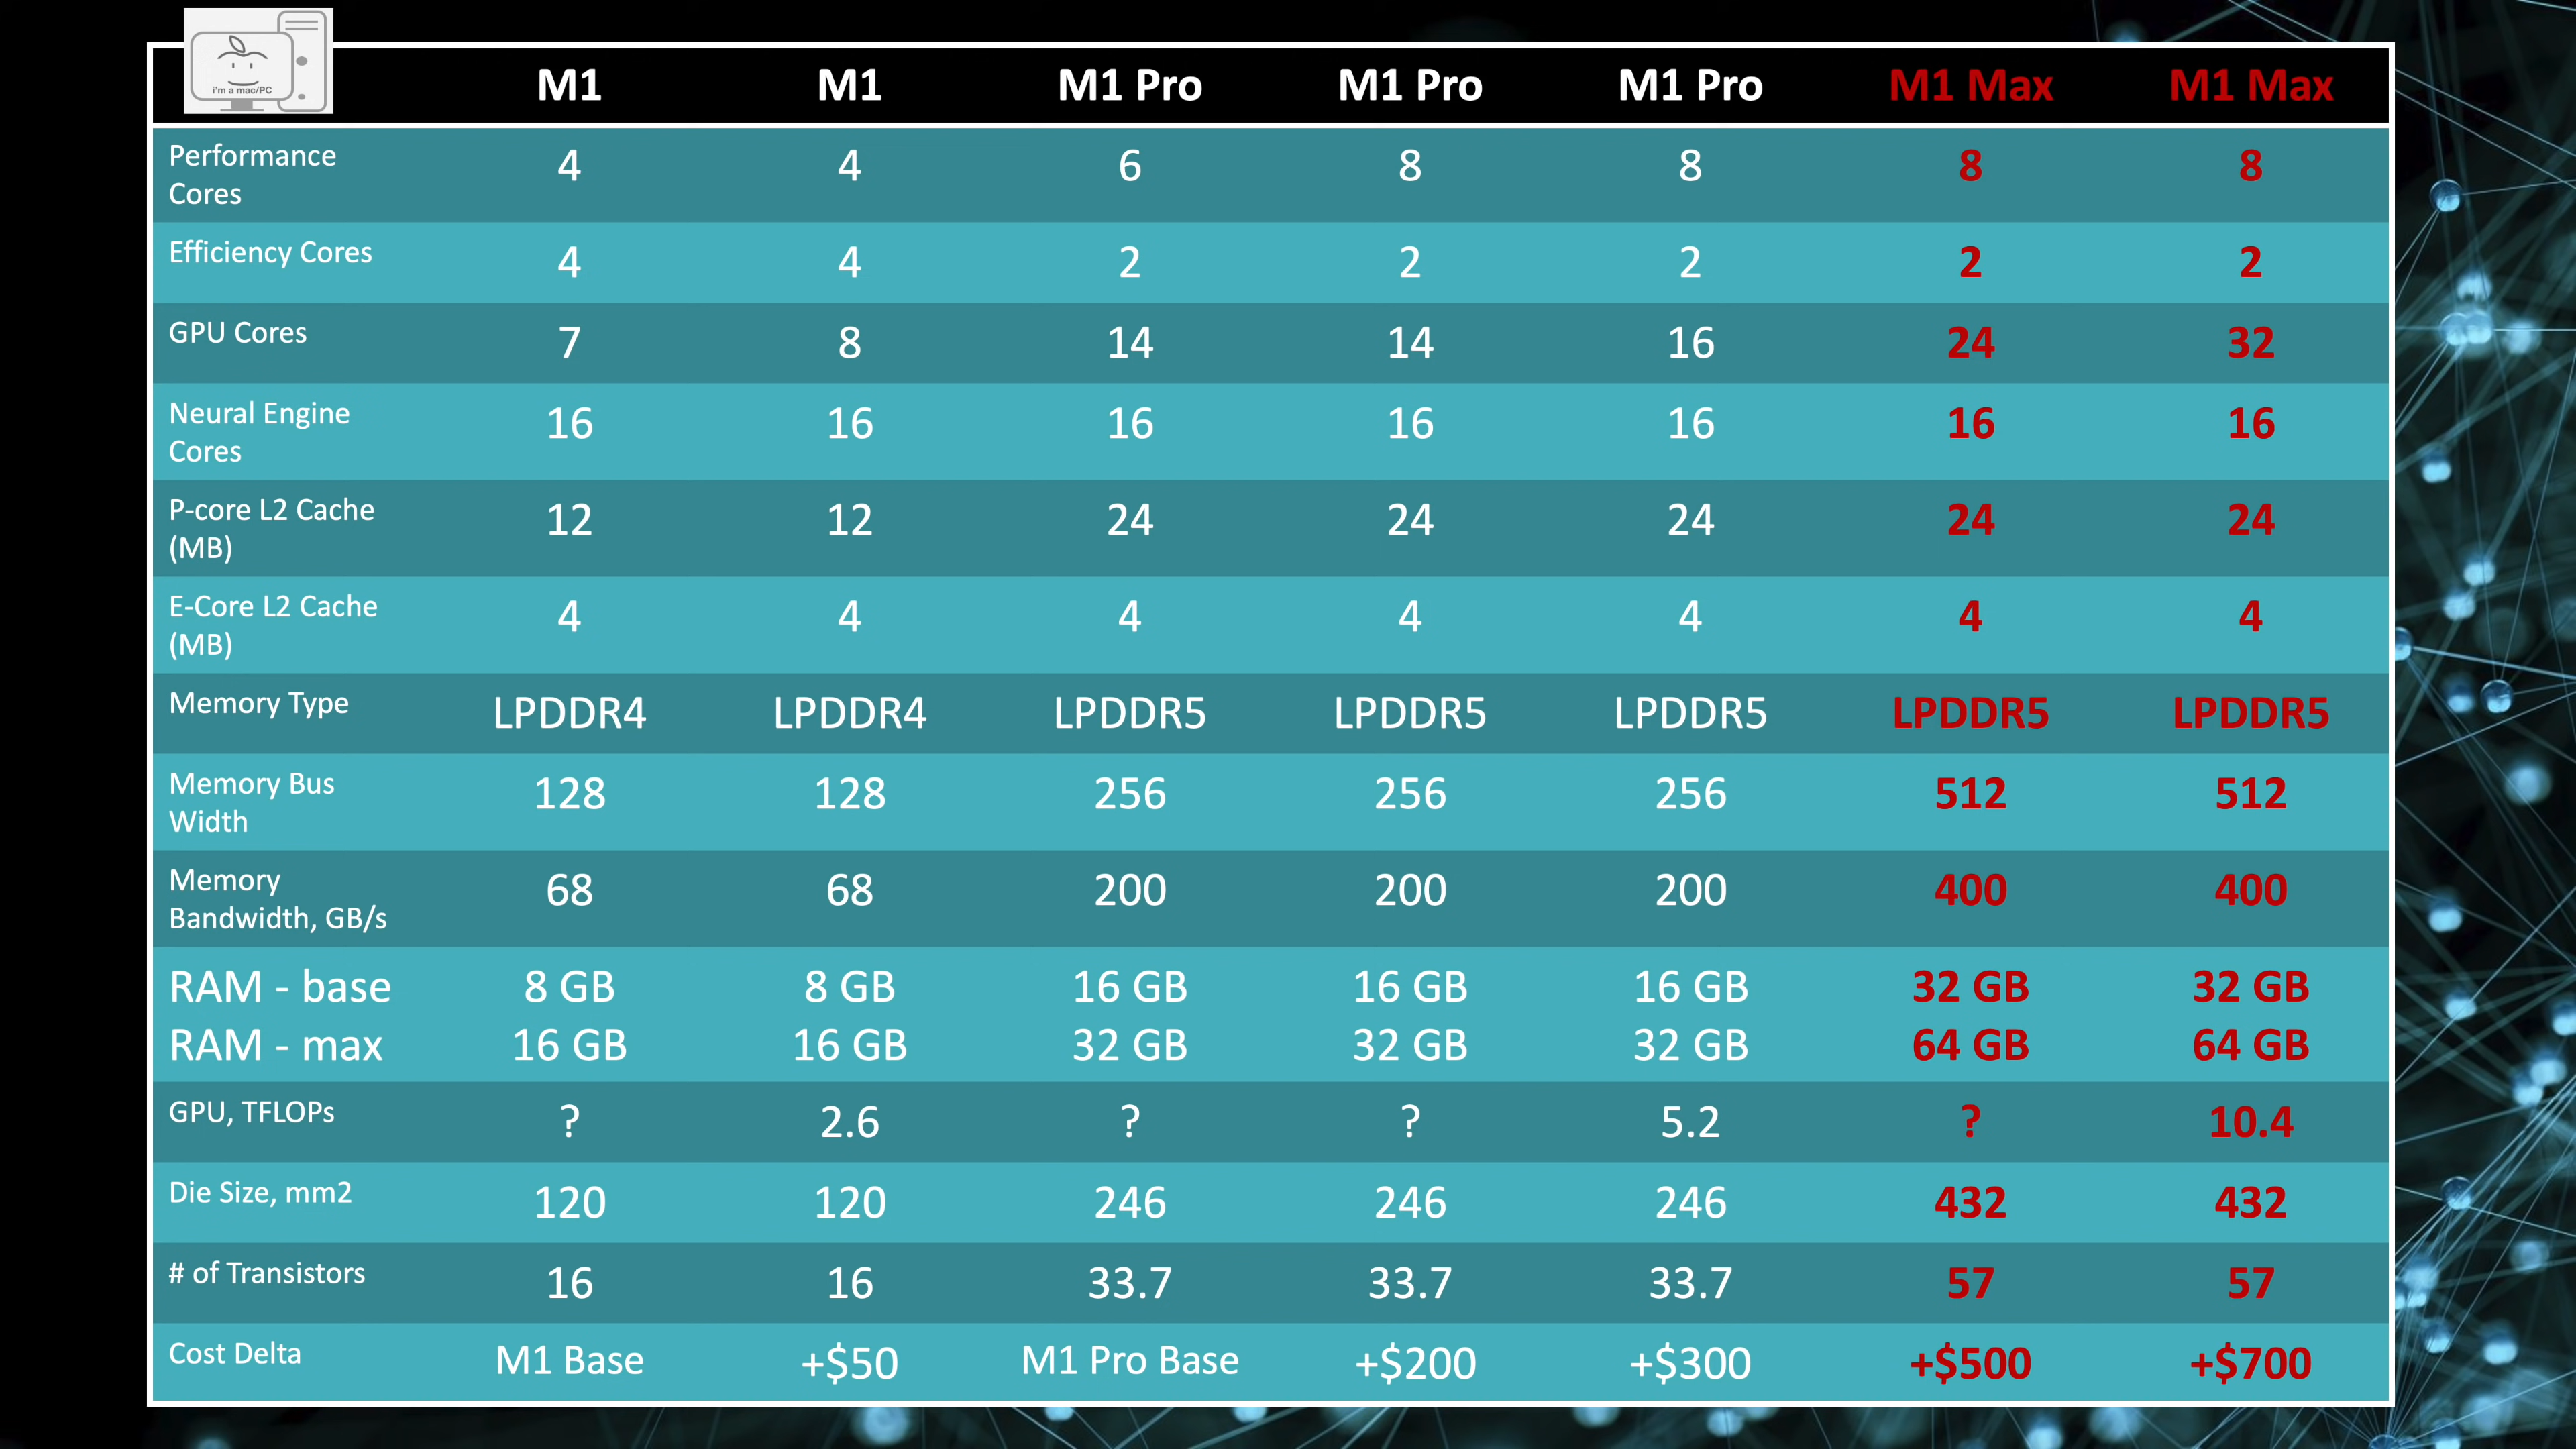 i'm a mac/PC
M1 M1 M1 Pro M1 Pro M1 Pro M1 Max M1 Max
Performance
Cores 4 4 6 8 8 8 8
Efficiency Cores 4 4 2 2 2 2 2
GPU Cores 7 8 14 14 16 24 32
Neural Engine
Cores 16 16 16 16 16 16 16
P-core L2 Cache
(MB) 12 12 24 24 24 24 24
E-Core L2 Cache
(MB) 4 4 4 4 4 4 4
Memory Type LPDDR4 LPDDR4 LPDDR5 LPDDR5 LPDDR5 LPDDR5 LPDDR5
Memory Bus
Width 128 128 256 256 256 512 512
Memory
Bandwidth, GB/s 68 68 200 200 200 400 400
RAM - base 8 GB 8 GB 16 GB 16 GB 16 GB 32 GB 32 GB
RAM - max 16 GB 16 GB 32 GB 32 GB 32 GB 64 GB 64 GB
GPU, TFLOPs ? 2.6 ? ? 5.2 ? 10.4
Die Size, mm2 120 120 246 246 246 432 432
# of Transistors 16 16 33.7 33.7 33.7 57 57
Cost Delta M1 Base +$50 M1 Pro Base +$200 +$300 +$500 +$700